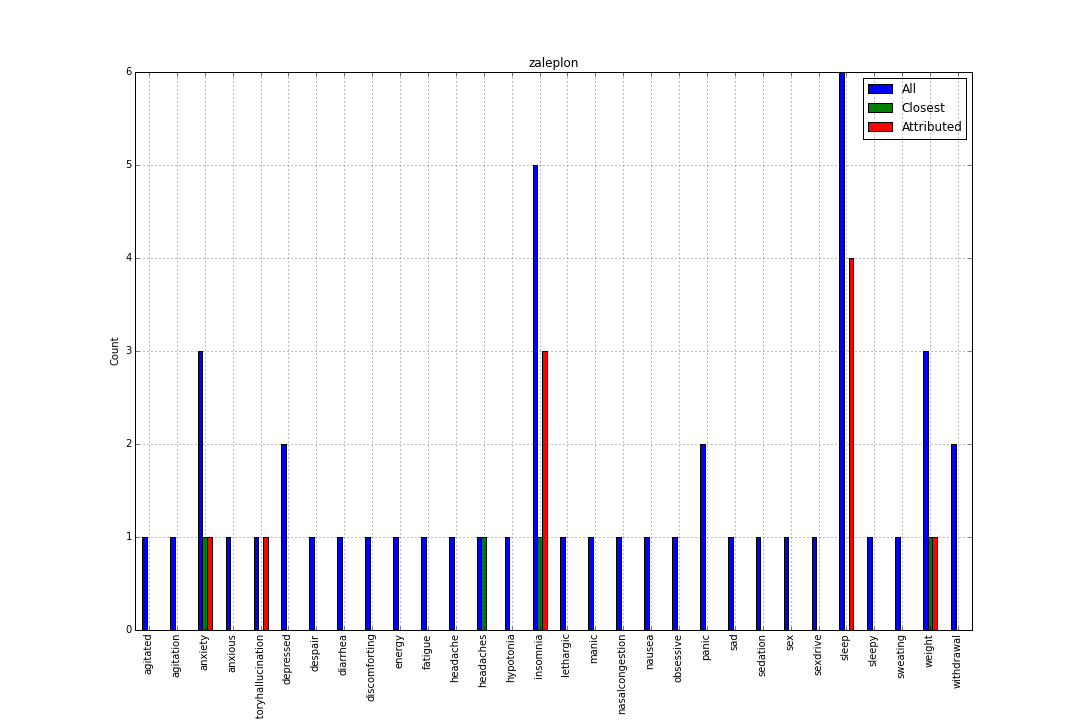 zaleplon
6
5
4
3
2
1
0
Count
All
Closest
Attributed
agitated
agitation
anxiety
anxious
toryhallucination
depressed
despair
diarrhea
discomforting
energy
fatigue
headache
headaches
hypotonia
insomnia
lethargic
manic
nasalcongestion
nausea
obsessive
panic
sad
sedation
sex
sexdrive
sleep
sleepy
sweating
weight
withdrawal